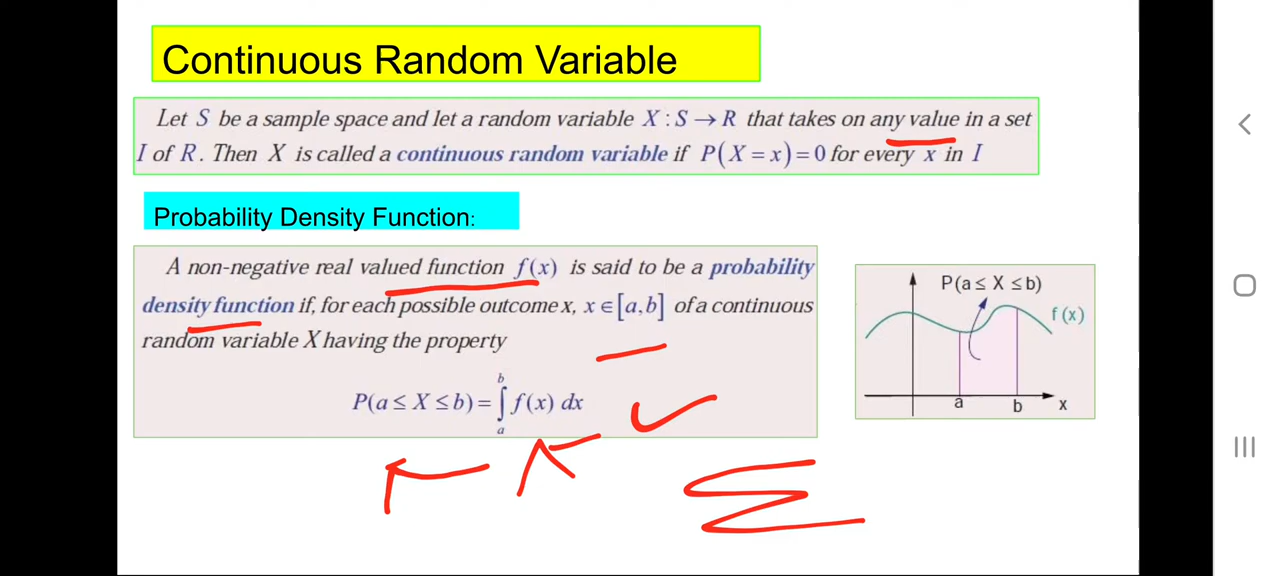 Continuous Random Variable
Let S be a sample space and let a random variable X : S → R that takes on any value in a set
I of R. Then X is called a continuous random variable if P(X = x) = 0 for every x in I
Probability Density Function:
A non-negative real valued function f(x) is said to be a probability
density function if, for each possible outcome x, x ∈ [a,b] of a continuous
random variable X having the property
P(a ≤ X ≤ b) = ∫ₐᵇ f(x) dx
P(a ≤ X ≤ b)
f(x)
a b x